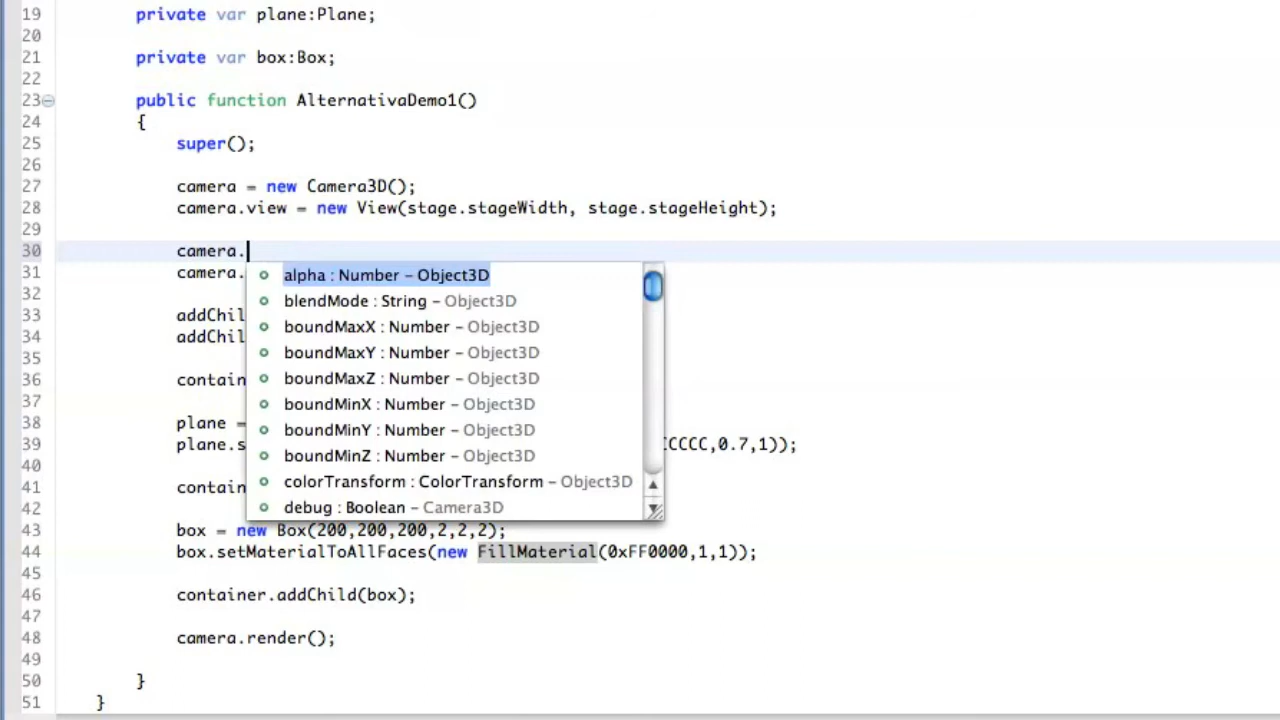 19 private var plane:Plane;
20
21 private var box:Box;
22
23 public function AlternativaDemo1()
24 {
25 super();
26
27 camera = new Camera3D();
28 camera.view = new View(stage.stageWidth, stage.stageHeight);
29
30 camera.
31 camera.
32
33 addChil
34 addChil
35
36 contain
37
38 plane =
39 plane.s CCCC,0.7,1));
40
41 contain
42
43 box = new Box(200,200,200,2,2,2);
44 box.setMaterialToAllFaces(new FillMaterial(0xFF0000,1,1));
45
46 container.addChild(box);
47
48 camera.render();
49
50 }
51 }
alpha : Number – Object3D
blendMode : String – Object3D
boundMaxX : Number – Object3D
boundMaxY : Number – Object3D
boundMaxZ : Number – Object3D
boundMinX : Number – Object3D
boundMinY : Number – Object3D
boundMinZ : Number – Object3D
colorTransform : ColorTransform – Object3D
debug : Boolean – Camera3D